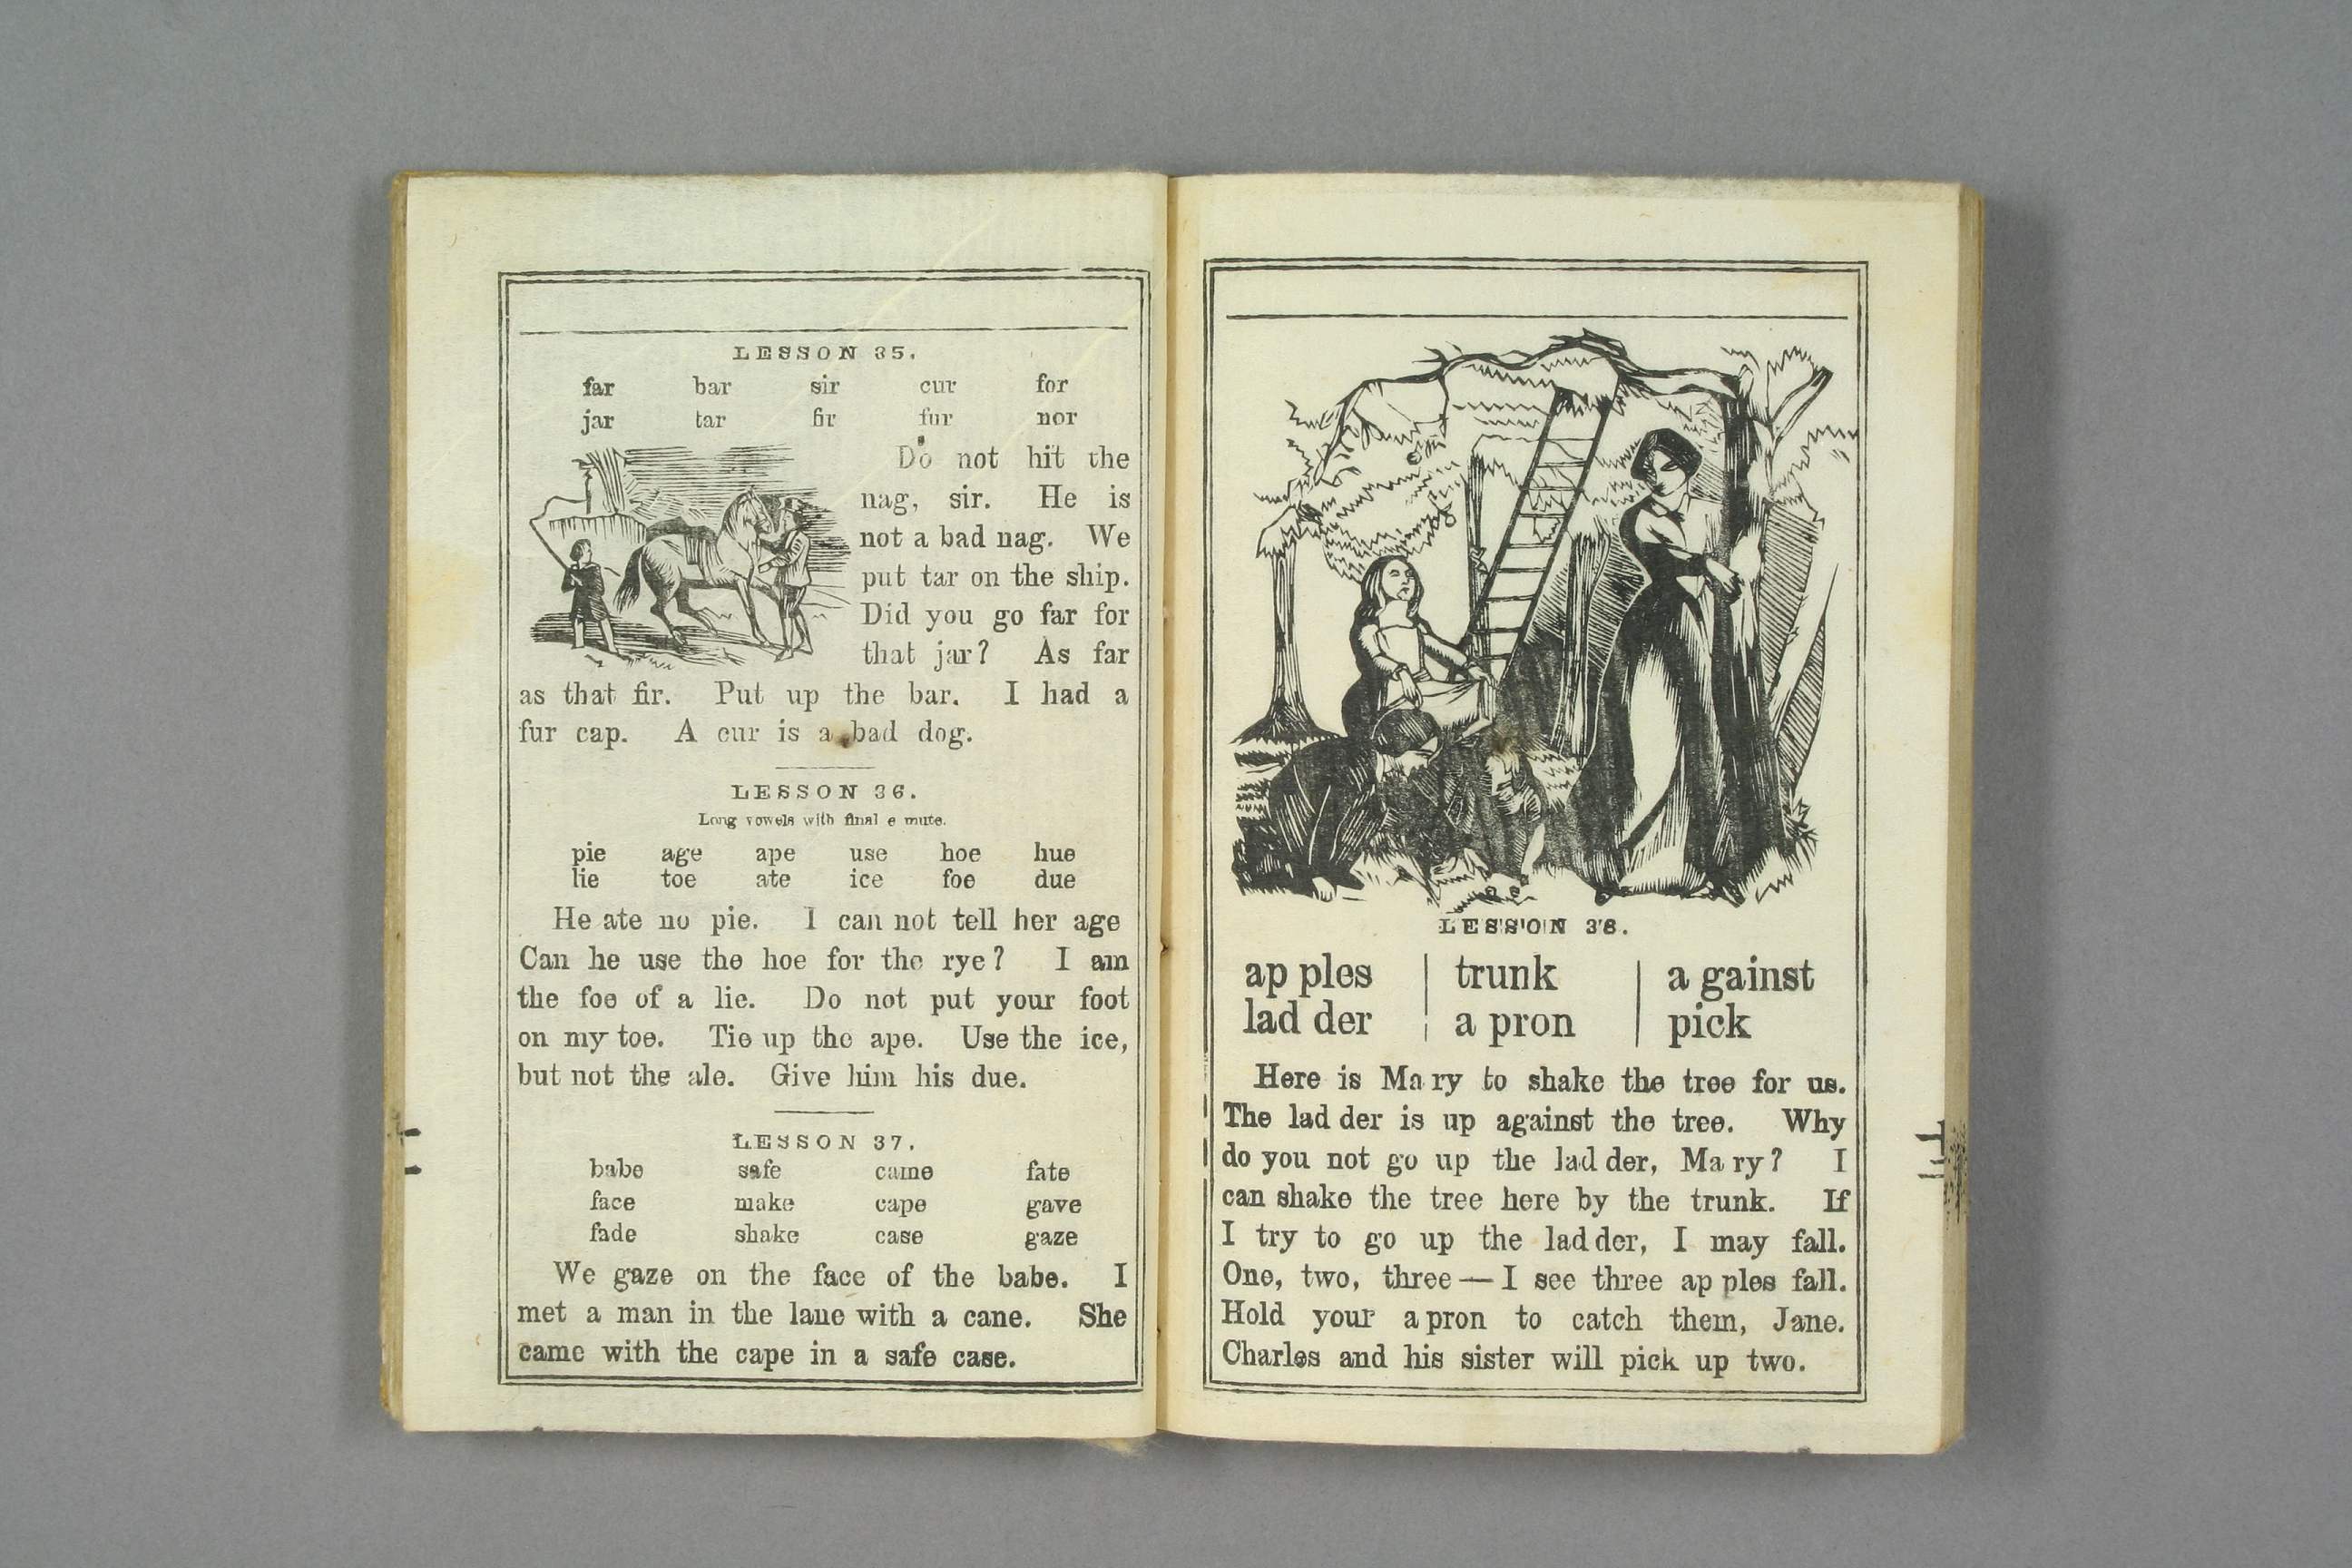 LESSON 35.
far bar sir cur for
jar tar fir fur nor
Do not hit the
nag, sir. He is
not a bad nag. We
put tar on the ship.
Did you go far for
that jar? As far
as that fir. Put up the bar. I had a
fur cap. A cur is a bad dog.
LESSON 36.
Long vowels with final e mute.
pie age ape use hoe hue
lie toe ate ice foe due
He ate no pie. I can not tell her age
Can he use the hoe for the rye? I am
the foe of a lie. Do not put your foot
on my toe. Tie up the ape. Use the ice,
but not the ale. Give him his due.
LESSON 37.
babe safe came fate
face make cape gave
fade shake case gaze
We gaze on the face of the babe. I
met a man in the lane with a cane. She
came with the cape in a safe case.
LESSON 38.
ap ples trunk a gainst
lad der a pron pick
Here is Ma ry to shake the tree for us.
The lad der is up against the tree. Why
do you not go up the lad der, Ma ry? I
can shake the tree here by the trunk. If
I try to go up the lad der, I may fall.
One, two, three — I see three ap ples fall.
Hold your a pron to catch them, Jane.
Charles and his sister will pick up two.